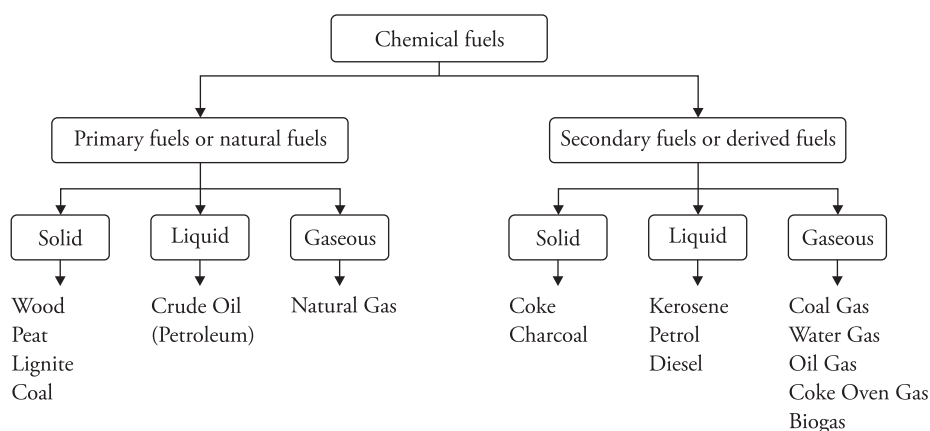 Chemical fuels
Primary fuels or natural fuels
Secondary fuels or derived fuels
Solid
Liquid
Gaseous
Solid
Liquid
Gaseous
Wood
Peat
Lignite
Coal
Crude Oil
(Petroleum)
Natural Gas
Coke
Charcoal
Kerosene
Petrol
Diesel
Coal Gas
Water Gas
Oil Gas
Coke Oven Gas
Biogas